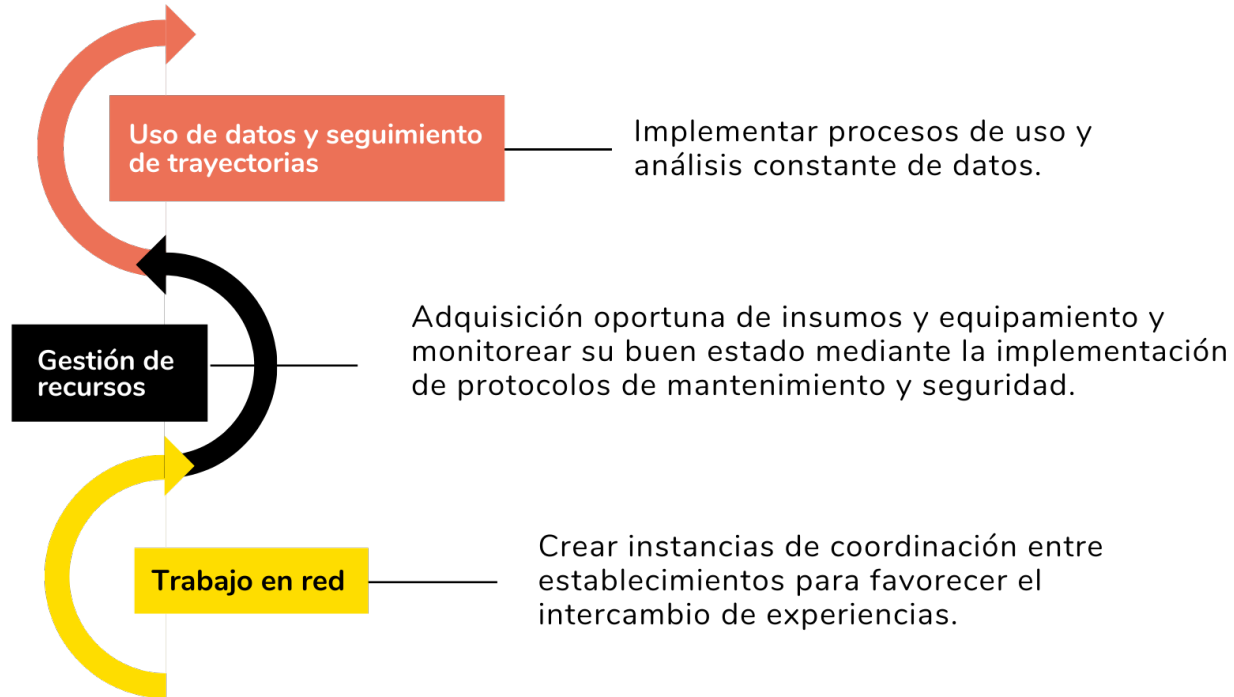 Uso de datos y seguimiento
de trayectorias
Implementar procesos de uso y
análisis constante de datos.
Gestión de
recursos
Adquisición oportuna de insumos y equipamiento y
monitorear su buen estado mediante la implementación
de protocolos de mantenimiento y seguridad.
Trabajo en red
Crear instancias de coordinación entre
establecimientos para favorecer el
intercambio de experiencias.